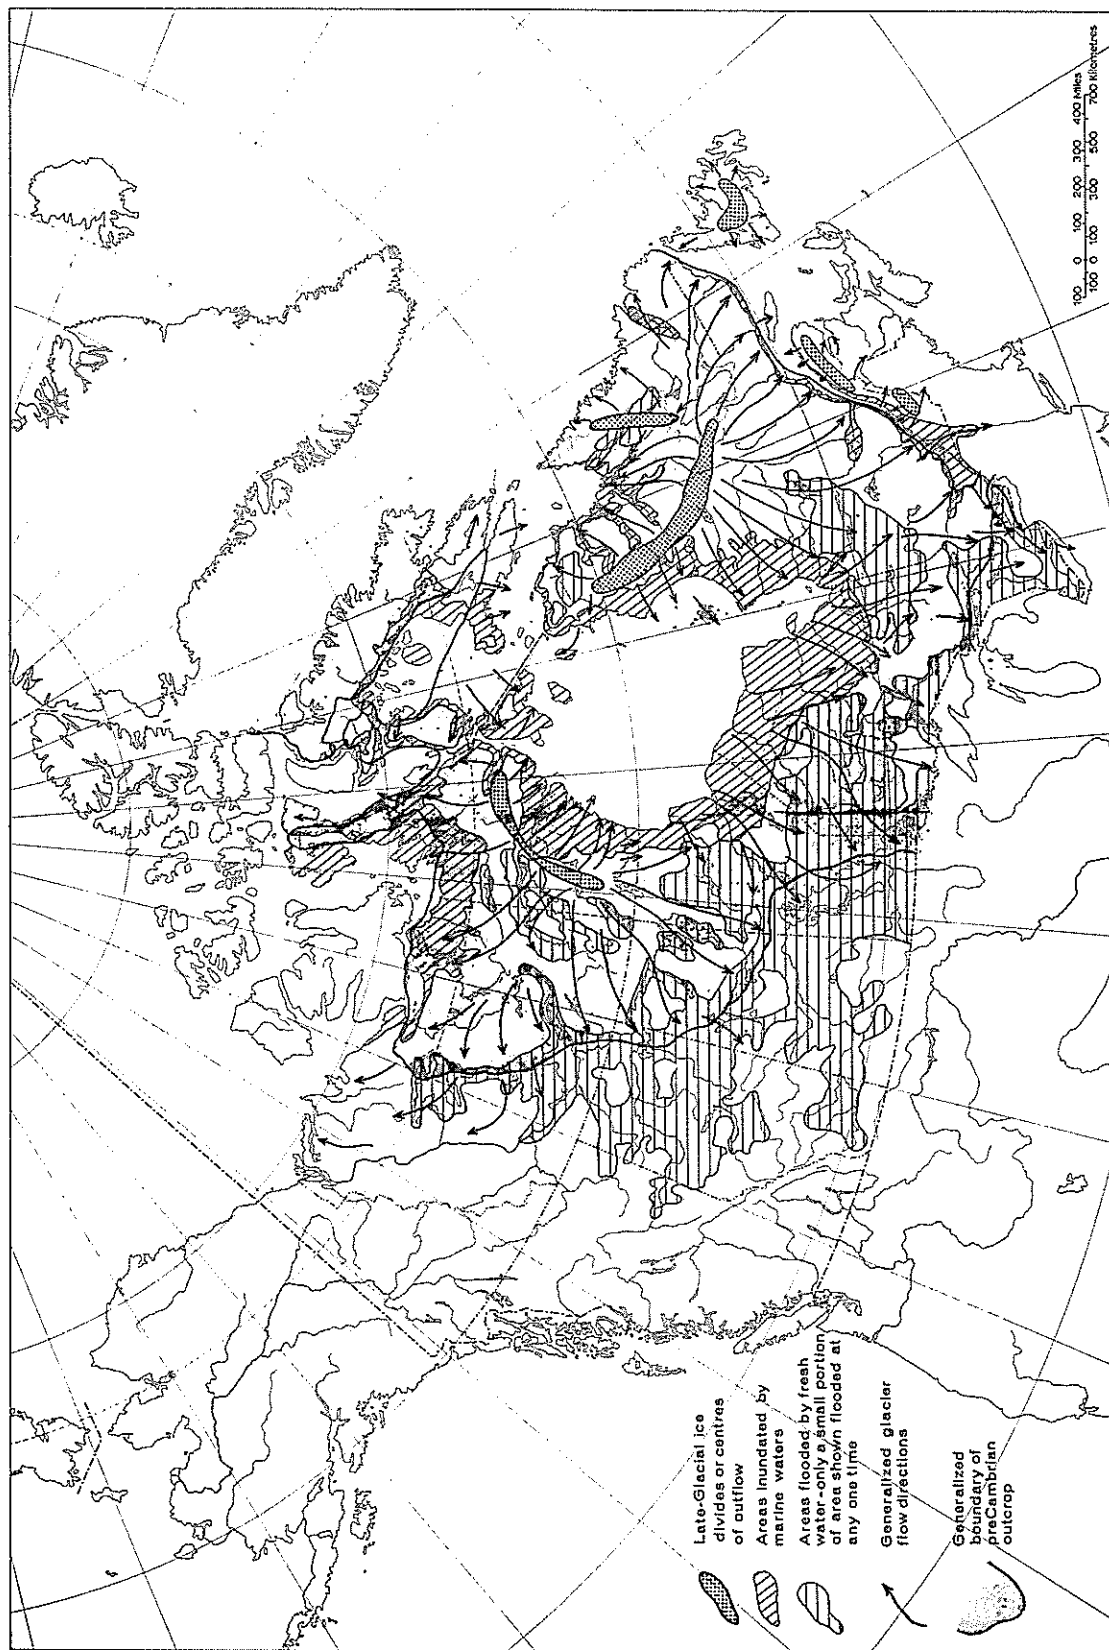 Late-Glacial ice
divides or centres
of outflow
Areas inundated by
marine waters
Areas flooded by fresh
water-only a small portion
of area shown flooded at
any one time
Generalized glacier
flow directions
Generalized
boundary of
preCambrian
outcrop
100 0 100 200 300 400 Miles
100 0 100 300 500 700 Kilometres